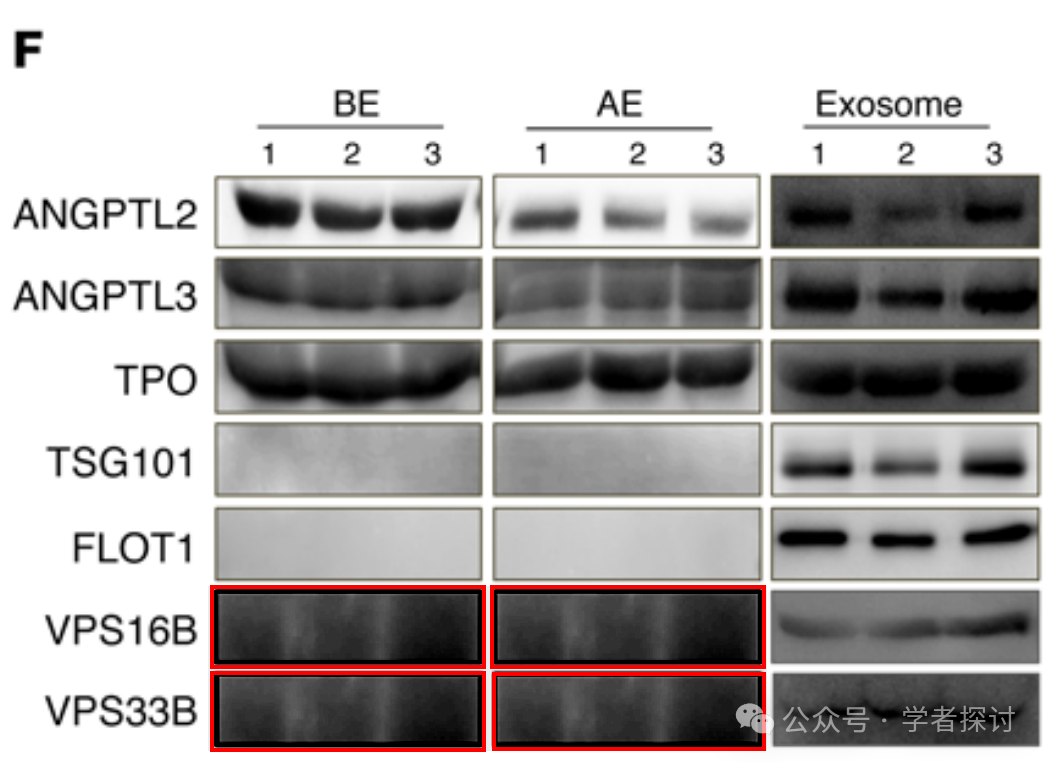 F
BE AE Exosome
1 2 3 1 2 3 1 2 3
ANGPTL2
ANGPTL3
TPO
TSG101
FLOT1
VPS16B
VPS33B
公众号 · 学者探讨